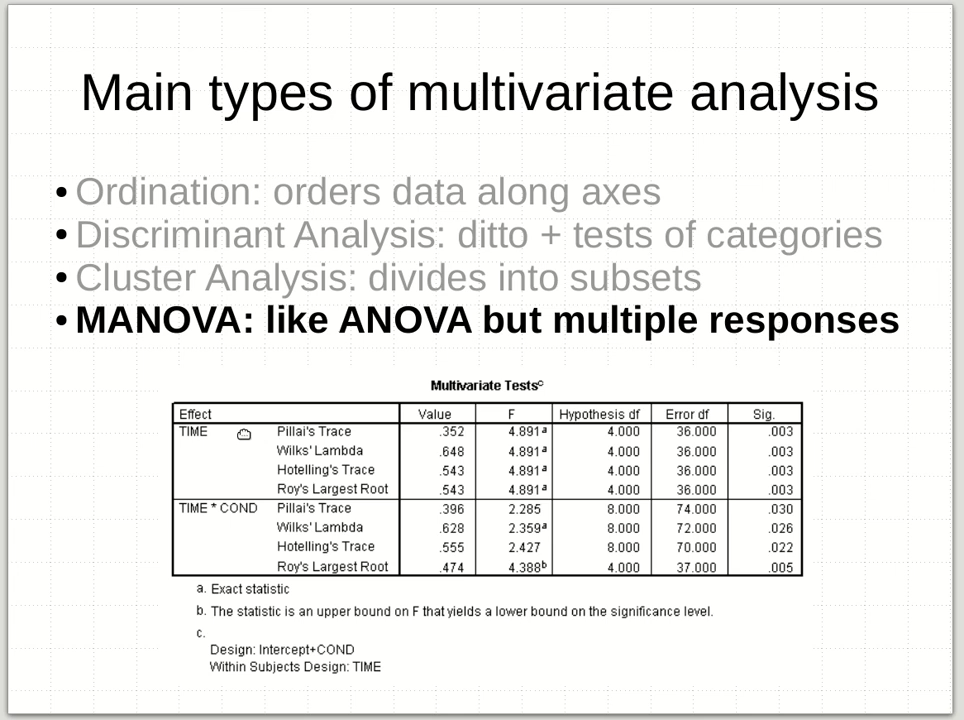 Main types of multivariate analysis
• Ordination: orders data along axes
• Discriminant Analysis: ditto + tests of categories
• Cluster Analysis: divides into subsets
• MANOVA: like ANOVA but multiple responses
Multivariate Testsᶜ
Effect Value F Hypothesis df Error df Sig.
TIME Pillai's Trace .352 4.891ᵃ 4.000 36.000 .003
Wilks' Lambda .648 4.891ᵃ 4.000 36.000 .003
Hotelling's Trace .543 4.891ᵃ 4.000 36.000 .003
Roy's Largest Root .543 4.891ᵃ 4.000 36.000 .003
TIME * COND Pillai's Trace .396 2.285 8.000 74.000 .030
Wilks' Lambda .628 2.359ᵃ 8.000 72.000 .026
Hotelling's Trace .555 2.427 8.000 70.000 .022
Roy's Largest Root .474 4.388ᵇ 4.000 37.000 .005
a. Exact statistic
b. The statistic is an upper bound on F that yields a lower bound on the significance level.
c.
Design: Intercept+COND
Within Subjects Design: TIME